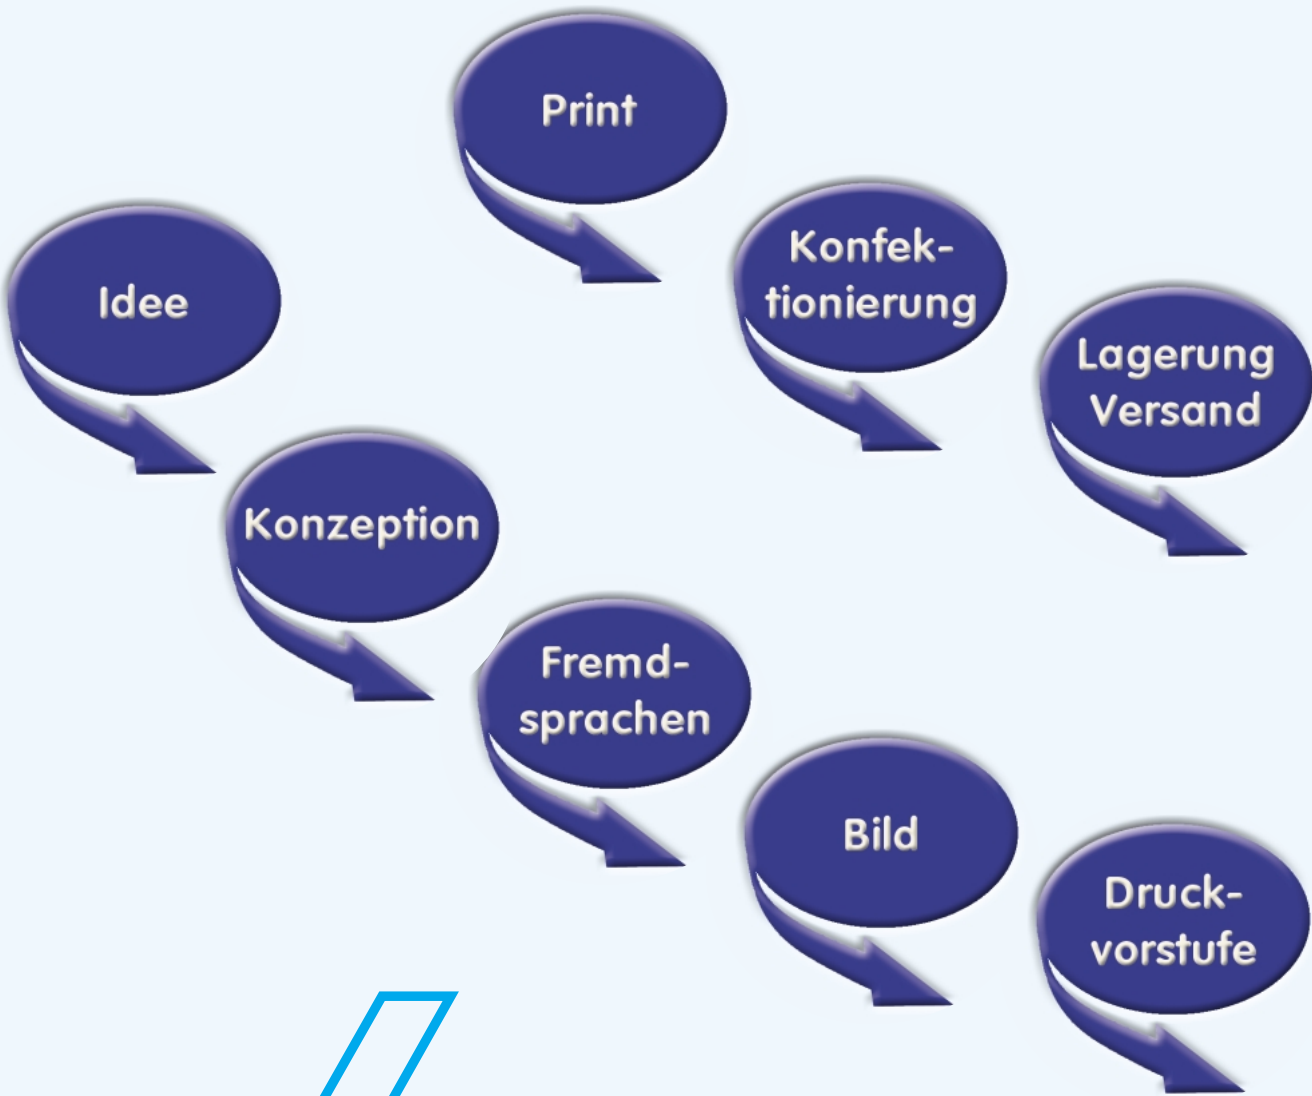 Print
Konfek-
tionierung
Lagerung
Versand
Idee
Konzeption
Fremd-
sprachen
Bild
Druck-
vorstufe